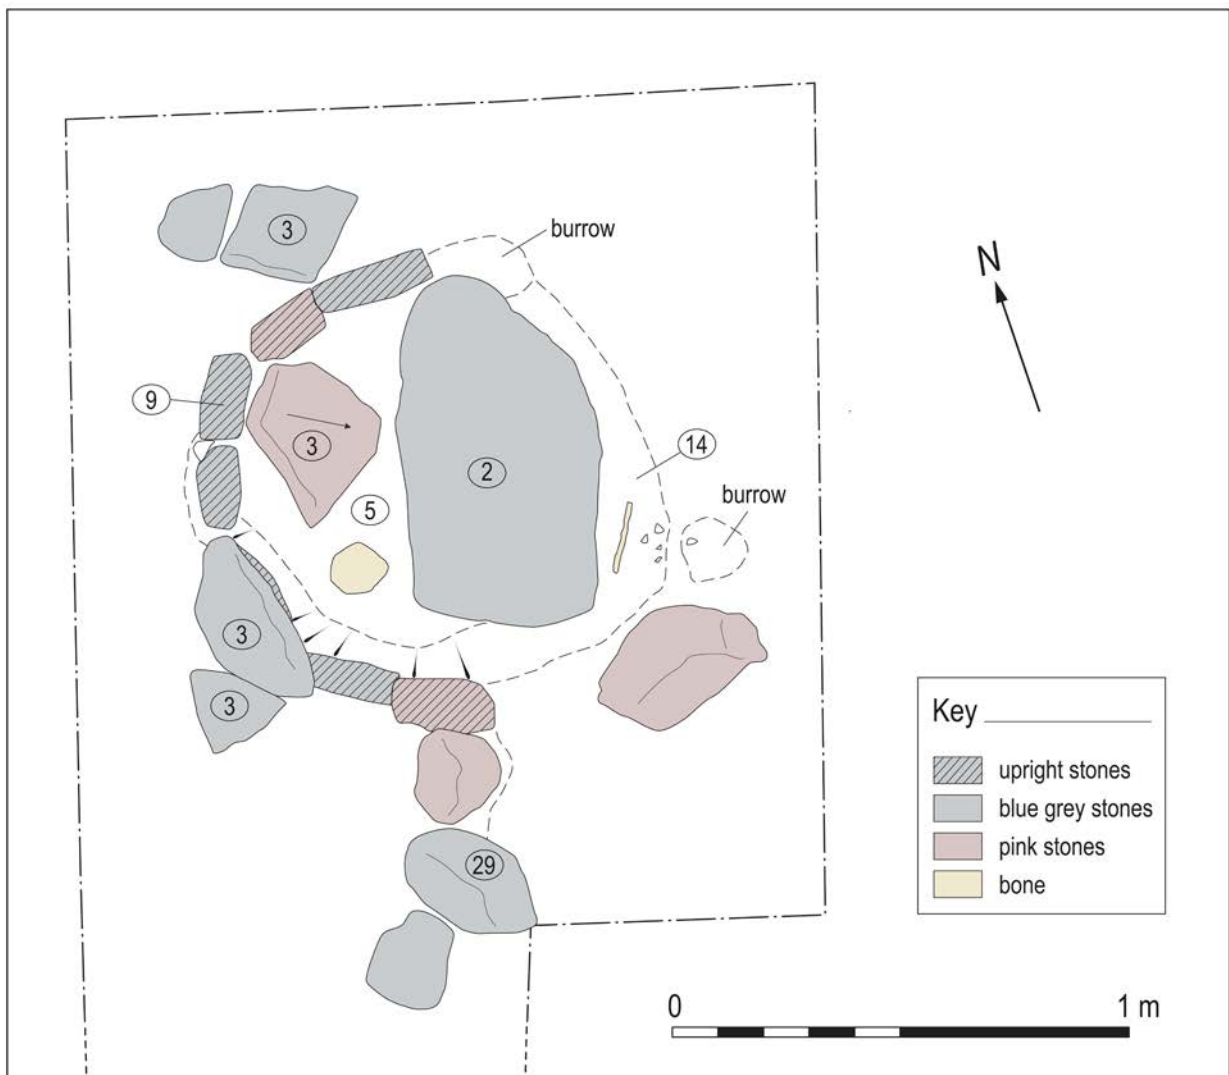 3
burrow
N
9
3
2
14
5
burrow
3
3
29
Key
upright stones
blue grey stones
pink stones
bone
0
1 m